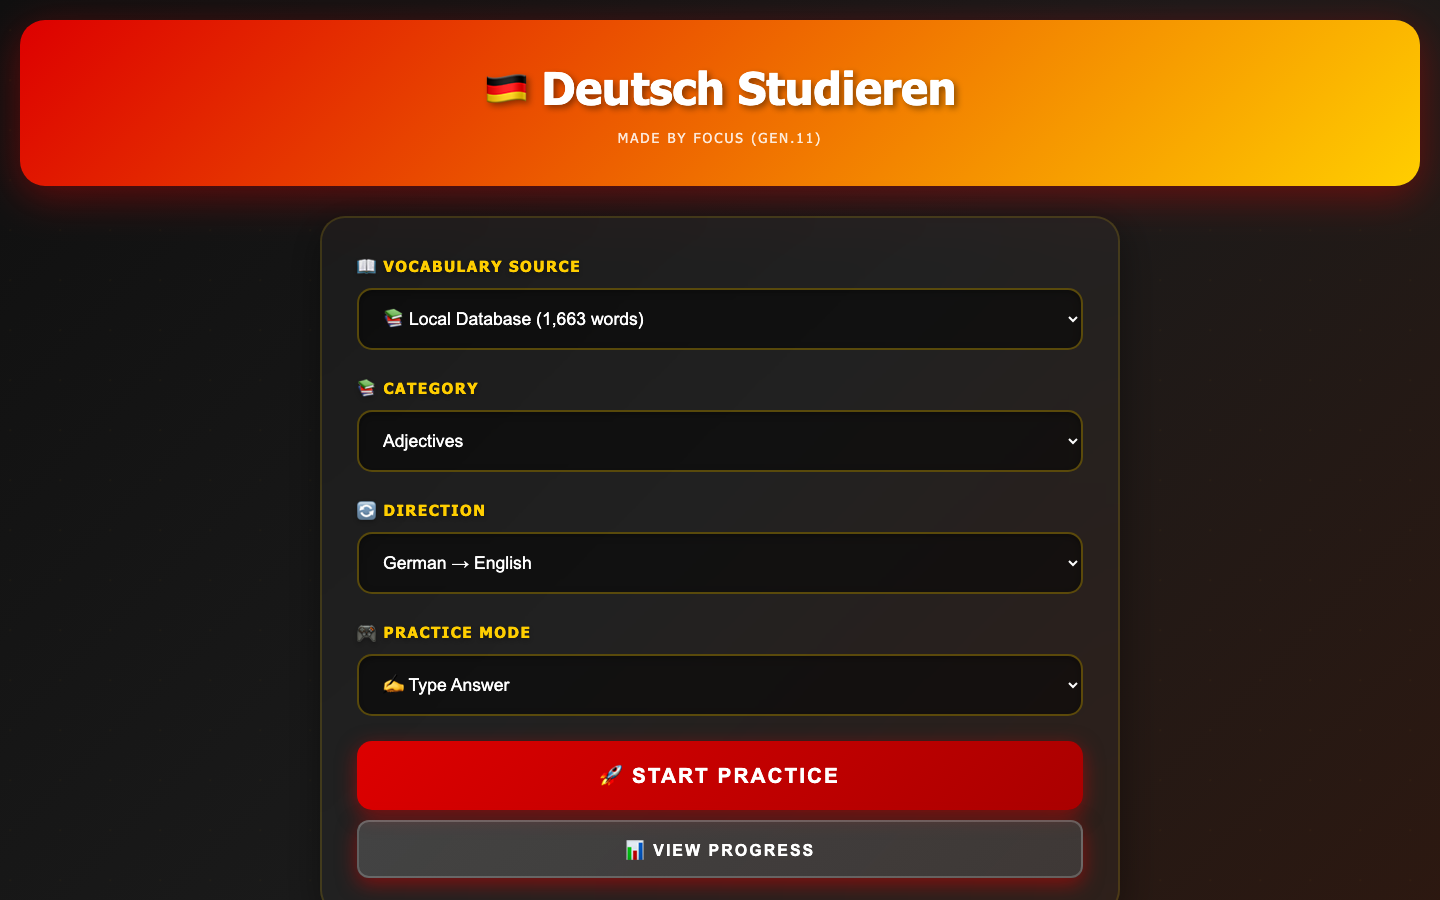 Deutsch Studieren
MADE BY FOCUS (GEN.11)
VOCABULARY SOURCE
Local Database (1,663 words)
CATEGORY
Adjectives
DIRECTION
German → English
PRACTICE MODE
Type Answer
START PRACTICE
VIEW PROGRESS